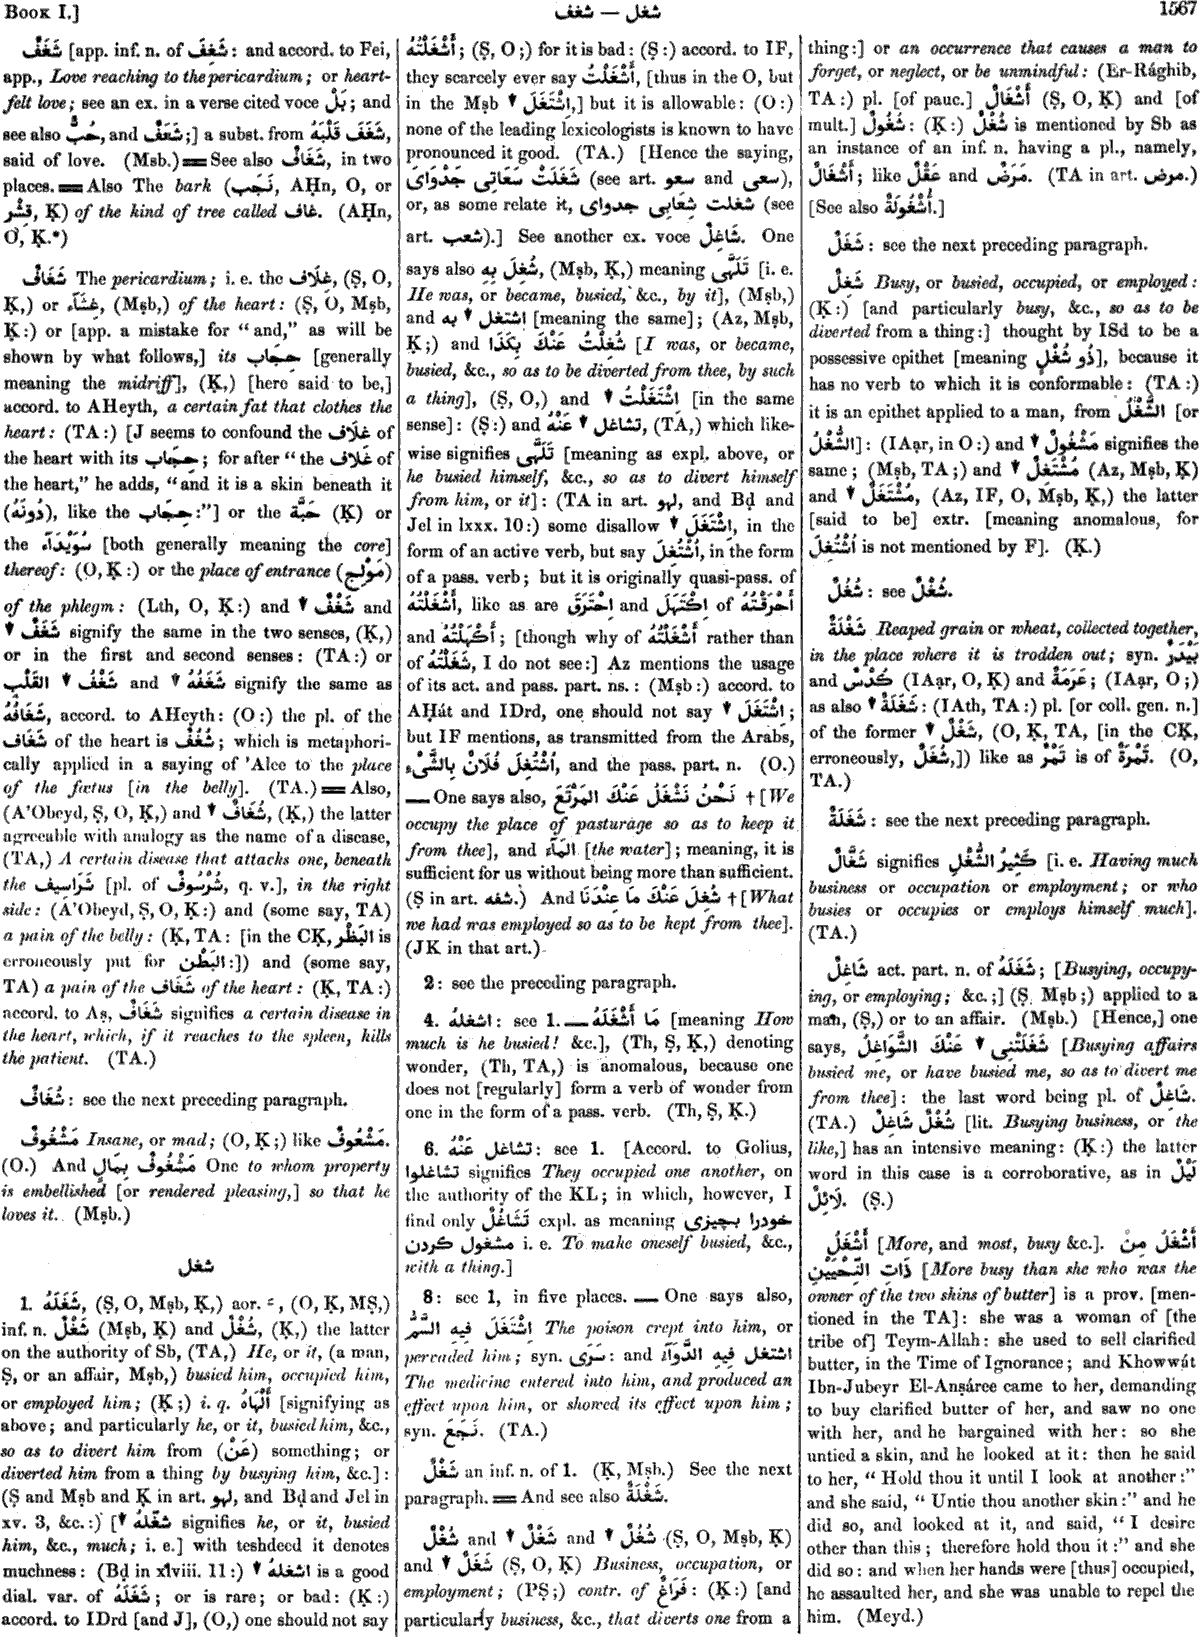 Book I.]
شغف — شغل
1567
شَغَفٌ [app. inf. n. of شَغِفَ: and accord. to Fei,
app., Love reaching to the pericardium; or heart-
felt love; see an ex. in a verse cited voce بَلْ; and
see also حُبٌّ, and شَعَفٌ;] a subst. from شَغَفَ قَلْبَهُ,
said of love. (Msb.) ‗ See also شَغَافٌ, in two
places. ‗ Also The bark (نَجَب, AḤn, O, or
قِشْر, Ḳ) of the kind of tree called غاف. (AḤn,
O, Ḳ.*)
شَغَافٌ The pericardium; i. e. the غِلَاف, (Ṣ, O,
Ḳ,) or غِشَآء, (Mṣb,) of the heart: (Ṣ, O, Mṣb,
Ḳ:) or [app. a mistake for “and,” as will be
shown by what follows,] its حِجَاب [generally
meaning the midriff], (Ḳ,) [here said to be,]
accord. to AHeyth, a certain fat that clothes the
heart: (TA:) [J seems to confound the غِلَاف of
the heart with its حِجَاب; for after “the غِلَاف of
the heart,” he adds, “and it is a skin beneath it
(دُونَهُ), like the حِجَاب:”] or the حَبَّة (Ḳ) or
the سُوَيْدَآء [both generally meaning the core]
thereof: (O, Ḳ:) or the place of entrance (مَوْلِج)
of the phlegm: (Lth, O, Ḳ:) and ▼ شَغْفٌ and
▼ شَغَفٌ signify the same in the two senses, (Ḳ,)
or in the first and second senses: (TA:) or
شَغْفُ ▼ القَلْبِ and شَغَفُهُ ▼ signify the same as
شَغَافُهُ, accord. to AHeyth: (O:) the pl. of the
شَغَاف of the heart is شُغُفٌ; which is metaphori-
cally applied in a saying of 'Alee to the place
of the fœtus [in the belly]. (TA.) ‗ Also,
(A'Obeyd, Ṣ, O, Ḳ,) and ▼ شُغَافٌ, (Ḳ,) the latter
agreeable with analogy as the name of a disease,
(TA,) A certain disease that attacks one, beneath
the شَرَاسِيف [pl. of شُرْسُوفٌ, q. v.], in the right
side: (A'Obeyd, Ṣ, O, Ḳ:) and (some say, TA)
a pain of the belly: (Ḳ, TA: [in the CḲ, البَظْر is
erroneously put for البَطْن:]) and (some say,
TA) a pain of the شَغَاف of the heart: (Ḳ, TA:)
accord. to Aṣ, شَغَافٌ signifies a certain disease in
the heart, which, if it reaches to the spleen, kills
the patient. (TA.)
شُغَافٌ: see the next preceding paragraph.
مَشْغُوفٌ Insane, or mad; (O, Ḳ;) like مَشْعُوفٌ.
(O.) And مَشْغُوفٌ بِمَالٍ One to whom property
is embellished [or rendered pleasing,] so that he
loves it. (Mṣb.)
شغل
1. شَغَلَهُ, (Ṣ, O, Mṣb, Ḳ,) aor. ـَ, (O, Ḳ, MṢ,)
inf. n. شَغْلٌ (Mṣb, Ḳ) and شُغْلٌ, (Ḳ,) the latter
on the authority of Sb, (TA,) He, or it, (a man,
Ṣ, or an affair, Mṣb,) busied him, occupied him,
or employed him; (Ḳ;) i. q. أَلْهَاهُ [signifying as
above; and particularly he, or it, busied him, &c.,
so as to divert him from (عَنْ) something; or
diverted him from a thing by busying him, &c.]:
(Ṣ and Mṣb and Ḳ in art. لهو, and Bḍ and Jel in
xv. 3, &c.:) [▼ شغّلهُ signifies he, or it, busied
him, &c., much; i. e.] with teshdeed it denotes
muchness: (Bḍ in xlviii. 11:) ▼ اشغلهُ is a good
dial. var. of شَغَلَهُ; or is rare; or bad: (Ḳ:)
accord. to IDrd [and J], (O,) one should not say
أَشْغَلْتُهُ; (Ṣ, O;) for it is bad: (Ṣ:) accord. to IF,
they scarcely ever say أَشْغَلْتُ, [thus in the O, but
in the Mṣb ▼ اِشْتَغَلَ,] but it is allowable: (O:)
none of the leading lexicologists is known to have
pronounced it good. (TA.) [Hence the saying,
شَغَلَتْ سَعَاتِى جَدْوَاىَ (see art. سعو and سعى),
or, as some relate it, شغلت شِعَابِى جدواى (see
art. شعب).] See another ex. voce شَاغِلٌ. One
says also شُغِلَ بِهِ, (Mṣb, Ḳ,) meaning تَلَهَّى [i. e.
He was, or became, busied, &c., by it], (Mṣb,)
and اشتغل ▼ به [meaning the same]; (Az, Mṣb,
Ḳ;) and شُغِلْتُ عَنْكَ بِكَذَا [I was, or became,
busied, &c., so as to be diverted from thee, by such
a thing], (Ṣ, O,) and ▼ اِشْتَغَلْتُ [in the same
sense]: (Ṣ:) and تشاغل ▼ عَنْهُ, (TA,) which like-
wise signifies تَلَهَّى [meaning as expl. above, or
he busied himself, &c., so as to divert himself
from him, or it]: (TA in art. لهو, and Bḍ and
Jel in lxxx. 10:) some disallow ▼ اِشْتَغَلَ, in the
form of an active verb, but say اُشْتُغِلَ, in the form
of a pass. verb; but it is originally quasi-pass. of
أَشْغَلْتُهُ, like as are اِحْتَرَقَ and اِكْتَهَلَ of أَحْرَقْتُهُ
and أَكْهَلْتُهُ; [though why of أَشْغَلْتُهُ rather than
of شَغَلْتُهُ, I do not see:] Az mentions the usage
of its act. and pass. part. ns.: (Mṣb:) accord. to
AḤát and IDrd, one should not say ▼ اشْتَغَلَ;
but IF mentions, as transmitted from the Arabs,
اُشْتُغِلَ فُلَانٌ بِالشَّىْءِ, and the pass. part. n. (O.)
— One says also, نَحْنُ نَشْغَلُ عَنْكَ المَرْتَعَ † [We
occupy the place of pasturage so as to keep it
from thee], and المَآءَ [the water]; meaning, it is
sufficient for us without being more than sufficient.
(Ṣ in art. شفه.) And شُغِلَ عَنْكَ مَا عِنْدَنَا † [What
we had was employed so as to be kept from thee].
(JK in that art.)
2: see the preceding paragraph.
4. اشغلهُ: see 1. — مَا أَشْغَلَهُ [meaning How
much is he busied! &c.], (Th, Ṣ, Ḳ,) denoting
wonder, (Th, TA,) is anomalous, because one
does not [regularly] form a verb of wonder from
one in the form of a pass. verb. (Th, Ṣ, Ḳ.)
6. تشاغل عَنْهُ: see 1. [Accord. to Golius,
تشاغلوا signifies They occupied one another, on
the authority of the KL; in which, however, I
find only تَشَاغُلٌ expl. as meaning خودرا بچيزى
مشغول كردن i. e. To make oneself busied, &c.,
with a thing.]
8: see 1, in five places. — One says also,
اِشْتَغَلَ فِيهِ السَّمُّ The poison crept into him, or
pervaded him; syn. سَرَى: and اشتغل فِيهِ الدَّوَآءُ
The medicine entered into him, and produced an
effect upon him, or showed its effect upon him;
syn. نَجَعَ. (TA.)
شَغْلٌ an inf. n. of 1. (Ḳ, Mṣb.) See the next
paragraph. ‗ And see also شَغْلَةٌ.
شُغْلٌ and ▼ شَغْلٌ and ▼ شُغُلٌ (Ṣ, O, Mṣb, Ḳ)
and ▼ شَغَلٌ (Ṣ, O, Ḳ) Business, occupation, or
employment; (PṢ;) contr. of فَرَاغٌ: (Ḳ:) [and
particularly business, &c., that diverts one from a
thing:] or an occurrence that causes a man to
forget, or neglect, or be unmindful: (Er-Rághib,
TA:) pl. [of pauc.] أَشْغَالٌ (Ṣ, O, Ḳ) and [of
mult.] شُغُولٌ: (Ḳ:) شُغْلٌ is mentioned by Sb as
an instance of an inf. n. having a pl., namely,
أَشْغَالٌ; like عَقْلٌ and مَرَضٌ. (TA in art. مرض.)
[See also أُشْغُولَةٌ.]
شَغَلٌ: see the next preceding paragraph.
شَغِلٌ Busy, or busied, occupied, or employed:
(Ḳ:) [and particularly busy, &c., so as to be
diverted from a thing:] thought by ISd to be a
possessive epithet [meaning ذُو شُغْلٍ], because it
has no verb to which it is conformable: (TA:)
it is an epithet applied to a man, from الشَّغْلُ [or
الشُّغْلُ]: (IAạr, in O:) and مَشْغُولٌ ▼ signifies the
same; (Mṣb, TA;) and ▼ مُشْتَغِلٌ (Az, Mṣb, Ḳ)
and ▼ مُشْتَغَلٌ, (Az, IF, O, Mṣb, Ḳ,) the latter
[said to be] extr. [meaning anomalous, for
اُشْتُغِلَ is not mentioned by F]. (Ḳ.)
شُغُلٌ: see شُغْلٌ.
شَغْلَةٌ Reaped grain or wheat, collected together,
in the place where it is trodden out; syn. بَيْدَرٌ
and كُدْسٌ (IAạr, O, Ḳ) and عَرَمَةٌ; (IAạr, O;)
as also ▼ شَغَلَةٌ: (IAth, TA:) pl. [or coll. gen. n.]
of the former ▼ شَغْلٌ, (O, Ḳ, TA, [in the CḲ,
erroneously, شَغَلٌ,]) like as تَمْرٌ is of تَمْرَةٌ. (O,
TA.)
شَغَلَةٌ: see the next preceding paragraph.
شَغَّالٌ signifies كَثِيرُ الشُّغْلِ [i. e. Having much
business or occupation or employment; or who
busies or occupies or employs himself much].
(TA.)
شَاغِلٌ act. part. n. of شَغَلَهُ; [Busying, occupy-
ing, or employing; &c.;] (Ṣ, Mṣb;) applied to a
man, (Ṣ,) or to an affair. (Mṣb.) [Hence,] one
says, شَغَلَتْنِى ▼ عَنْكَ الشَّوَاغِلُ [Busying affairs
busied me, or have busied me, so as to divert me
from thee]: the last word being pl. of شَاغِلٌ.
(TA.) شُغْلٌ شَاغِلٌ [lit. Busying business, or the
like,] has an intensive meaning: (Ḳ:) the latter
word in this case is a corroborative, as in لَيْلٌ
لَائِلٌ. (Ṣ.)
أَشْغَلُ [More, and most, busy &c.]. أَشْغَلُ مِنْ
ذَاتِ النِّحْيَيْنِ [More busy than she who was the
owner of the two skins of butter] is a prov. [men-
tioned in the TA]: she was a woman of [the
tribe of] Teym-Allah: she used to sell clarified
butter, in the Time of Ignorance; and Khowwát
Ibn-Jubeyr El-Anṣáree came to her, demanding
to buy clarified butter of her, and saw no one
with her, and he bargained with her: so she
untied a skin, and he looked at it: then he said
to her, “Hold thou it until I look at another:”
and she said, “Untie thou another skin:” and he
did so, and looked at it, and said, “I desire
other than this; therefore hold thou it:” and she
did so: and when her hands were [thus] occupied,
he assaulted her, and she was unable to repel the
him. (Meyd.)